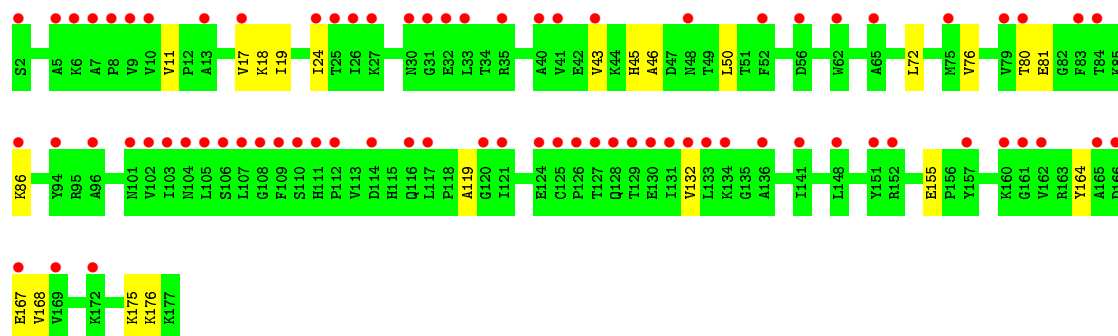 S2 A5 K6 A7 P8 V9 V10 V11 P12 A13 V17 K18 I19 I24 T25 I26 K27 N30 G31 E32 L33 T34 R35 A40 V41 E42 V43 K44 H45 A46 D47 N48 T49 L50 T51 F52 D56 W62 A65 L72 M75 V76 V79 T80 E81 G82 F83 T84 K85
K86 Y94 R95 A96 N101 V102 I103 N104 L105 S106 L107 G108 F109 S110 H111 P112 V113 D114 H115 Q116 L117 P118 A119 G120 I121 E124 C125 P126 T127 Q128 T129 E130 I131 V132 L133 K134 G135 A136 I141 L148 Y151 R152 E155 P156 Y157 K160 G161 V162 R163 Y164 A165
E167 V168 V169 K172 K175 K176 K177